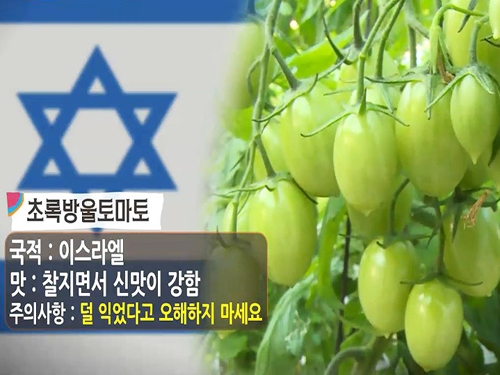 초록방울토마토
국적 : 이스라엘
맛 : 찰지면서 신맛이 강함
주의사항 : 덜 익었다고 오해하지 마세요